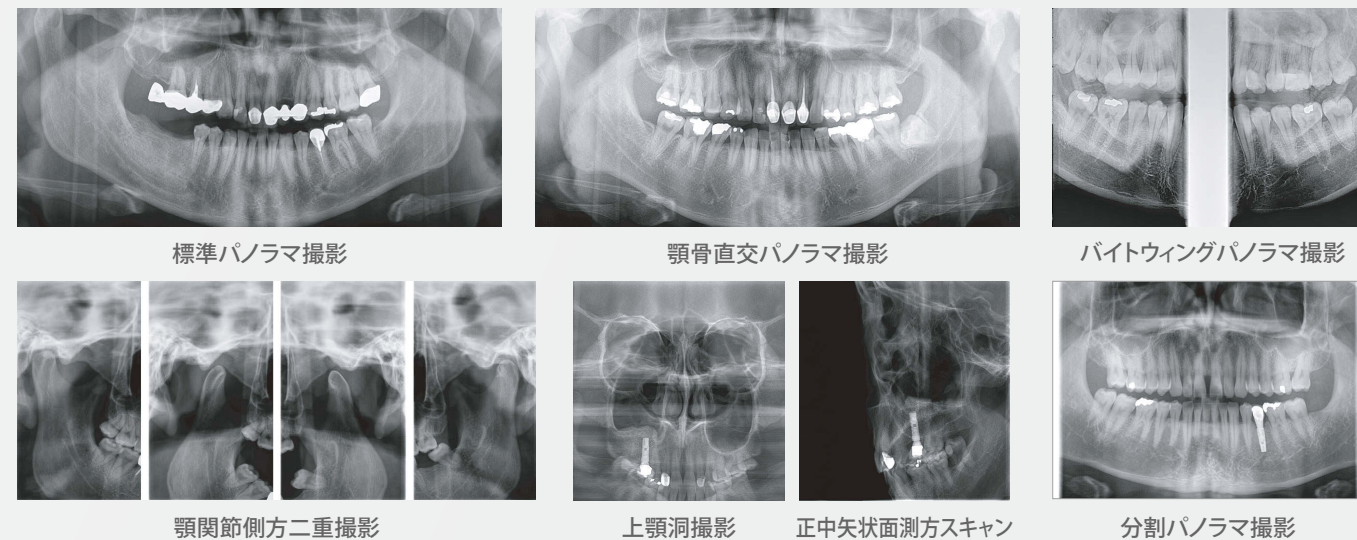 標準パノラマ撮影
顎骨直交パノラマ撮影
バイトウィングパノラマ撮影
顎関節側方二重撮影
上顎洞撮影
正中矢状面測方スキャン
分割パノラマ撮影